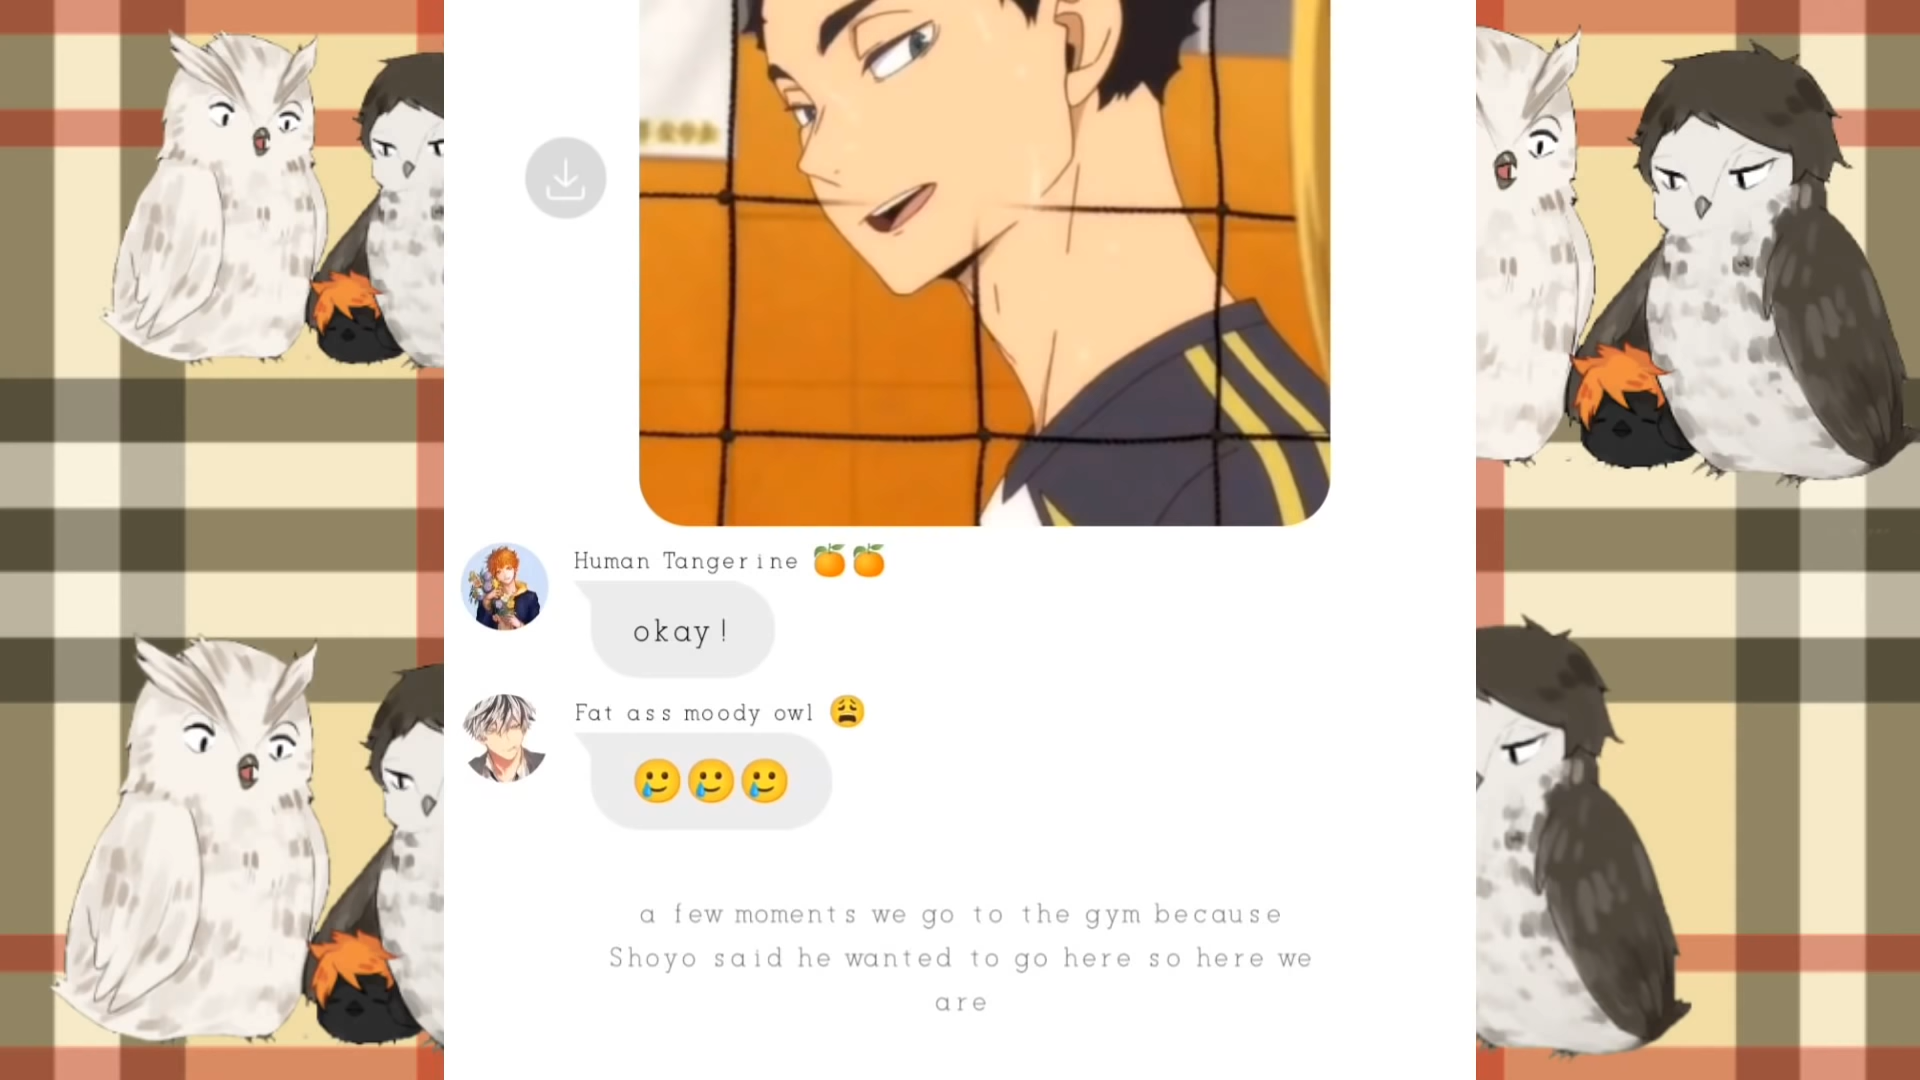 Human Tangerine 🍊🍊
okay!
Fat ass moody owl 😩
🥲🥲🥲
a few moments we go to the gym because
Shoyo said he wanted to go here so here we
are